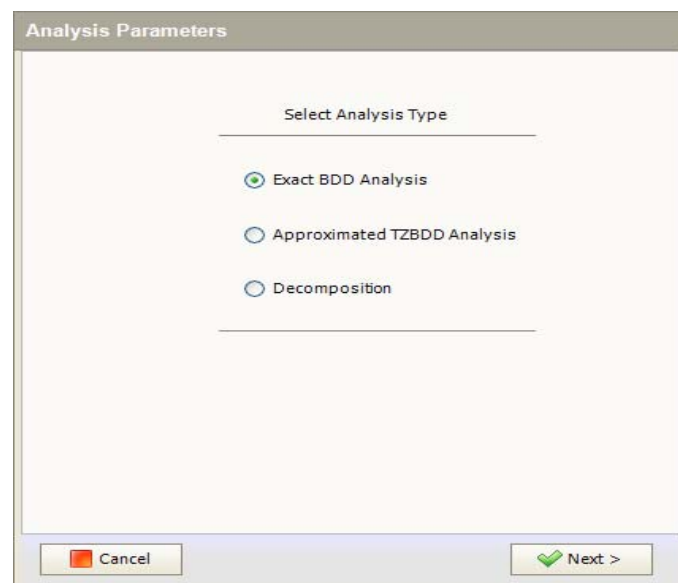 Analysis Parameters
Select Analysis Type
Exact BDD Analysis
Approximated TZBDD Analysis
Decomposition
Cancel
Next >